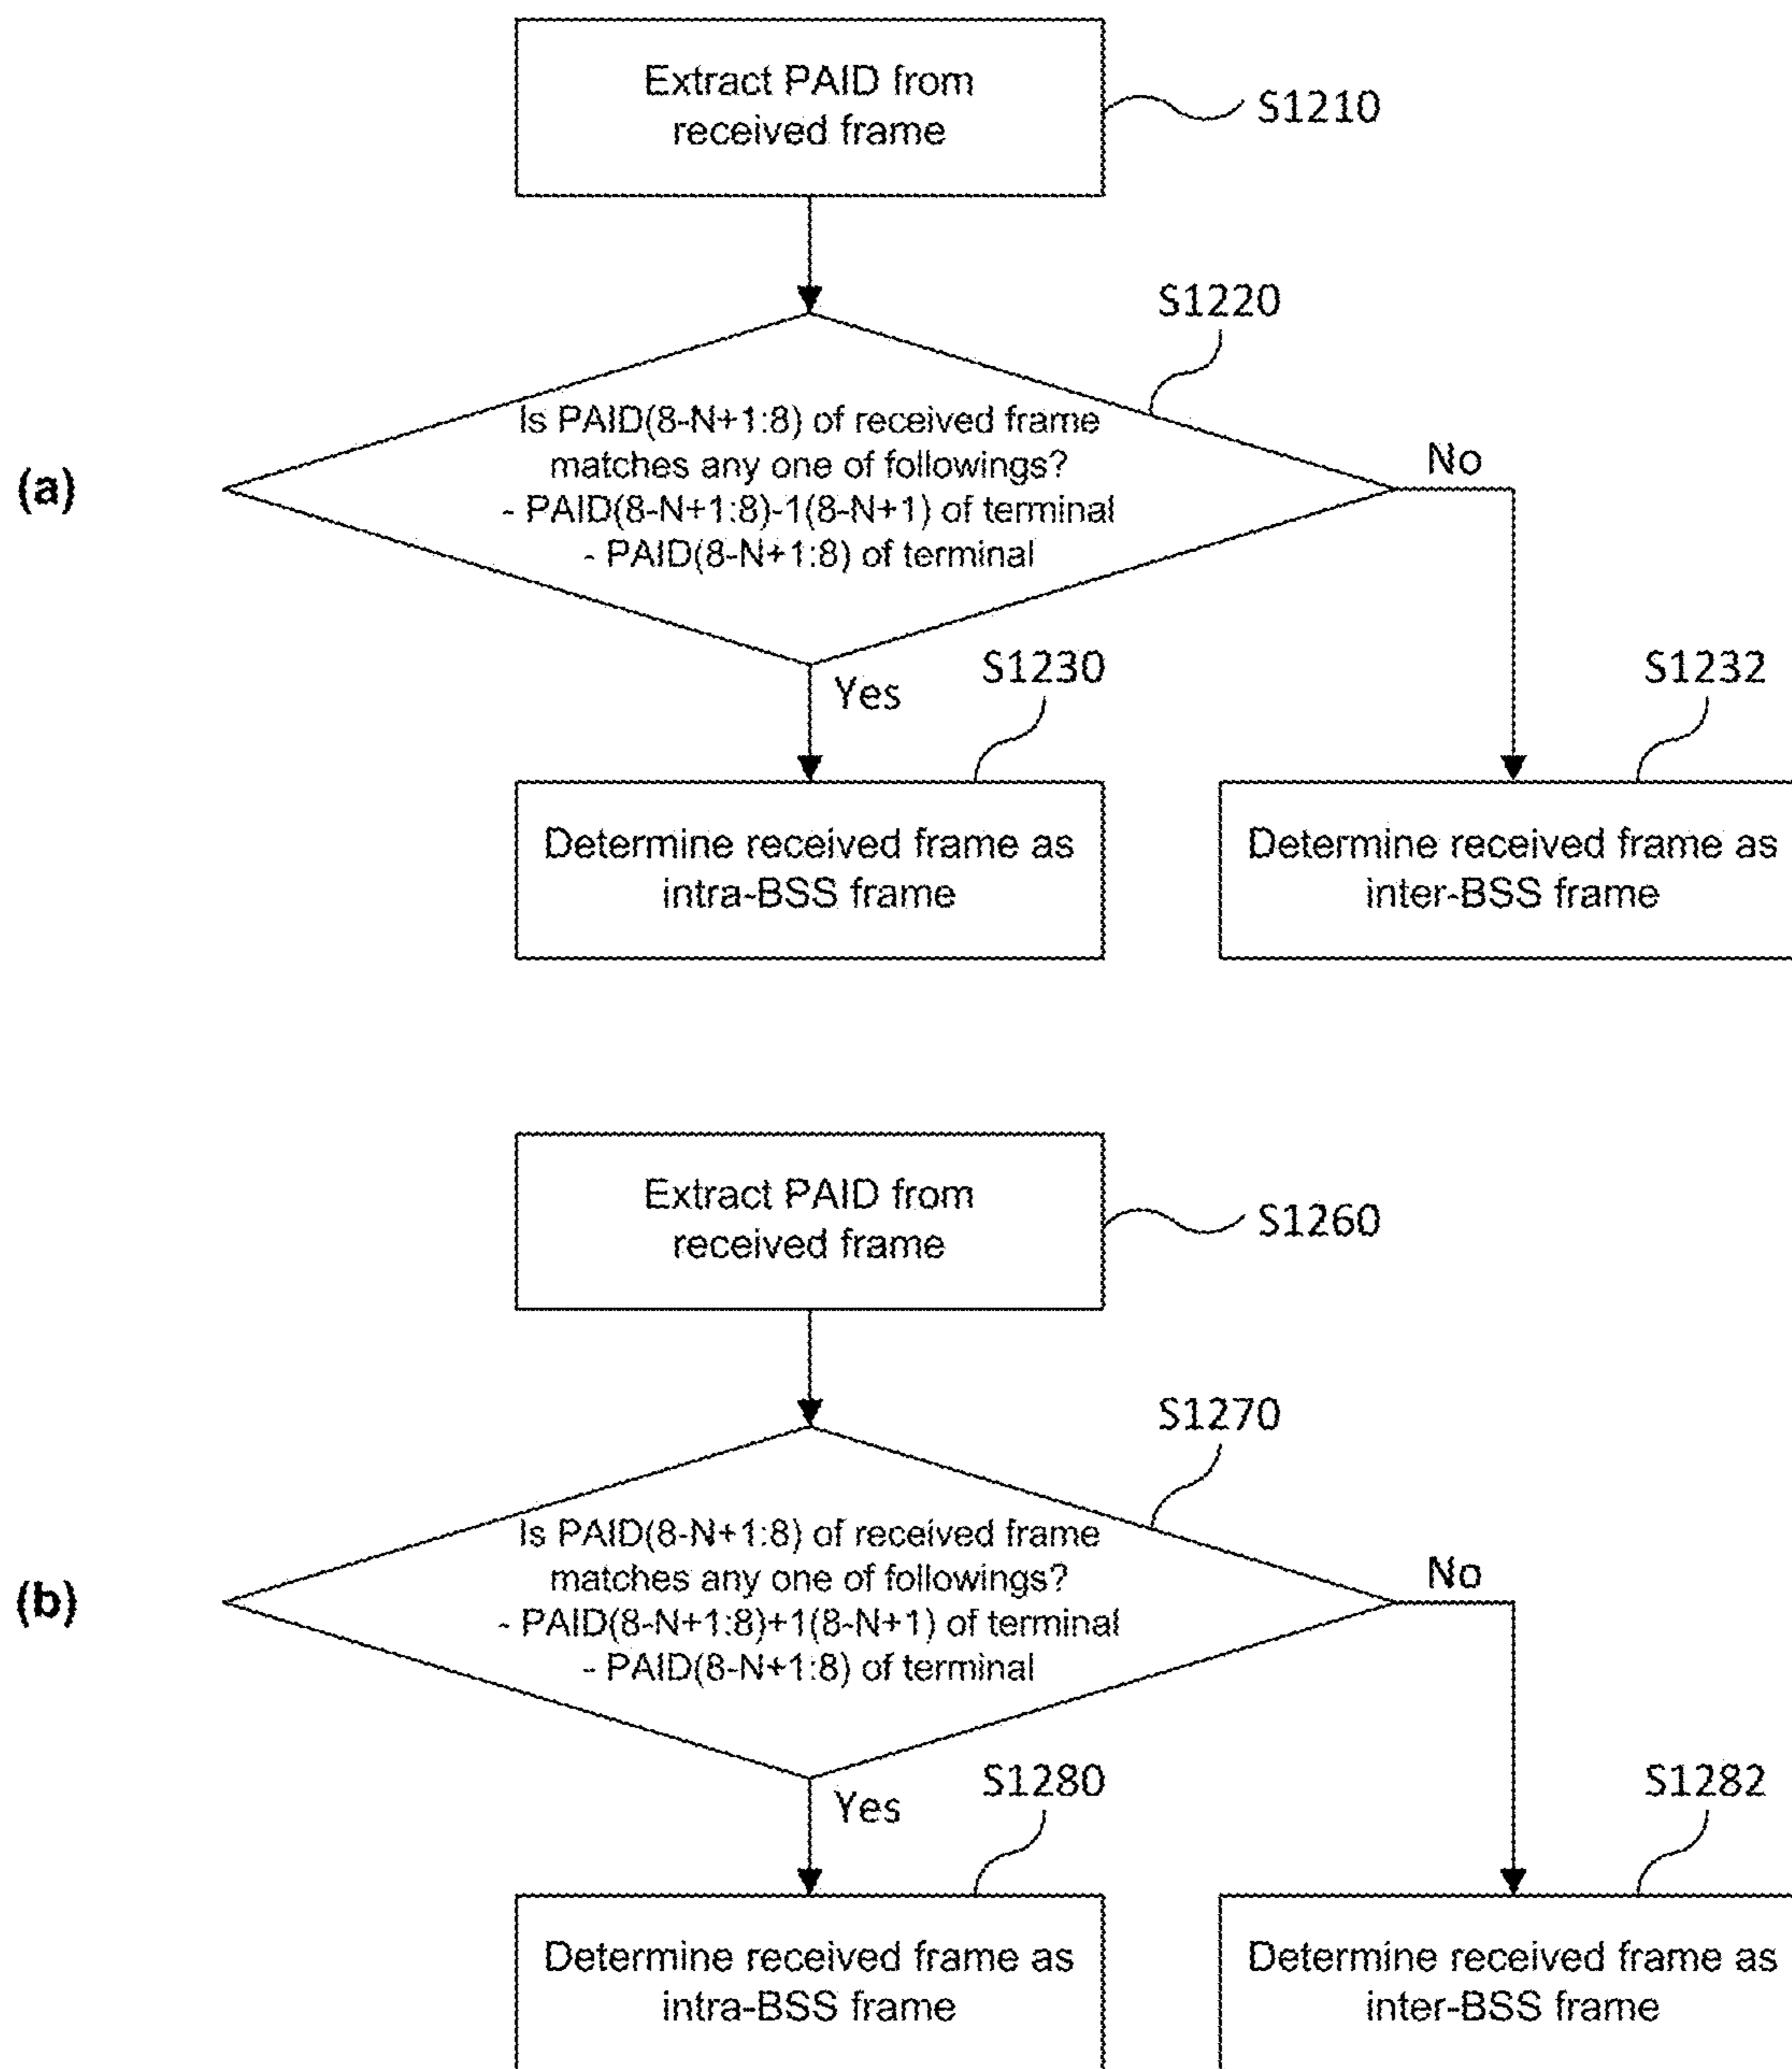 Extract PAID from
received frame
S1210
S1220
(a)
Is PAID(8-N+1:8) of received frame
matches any one of followings?
- PAID(8-N+1:8)-1(8-N+1) of terminal
- PAID(8-N+1:8) of terminal
No
Yes
S1230
S1232
Determine received frame as
intra-BSS frame
Determine received frame as
inter-BSS frame
Extract PAID from
received frame
S1260
S1270
(b)
Is PAID(8-N+1:8) of received frame
matches any one of followings?
- PAID(8-N+1:8)+1(8-N+1) of terminal
- PAID(8-N+1:8) of terminal
No
Yes
S1280
S1282
Determine received frame as
intra-BSS frame
Determine received frame as
inter-BSS frame